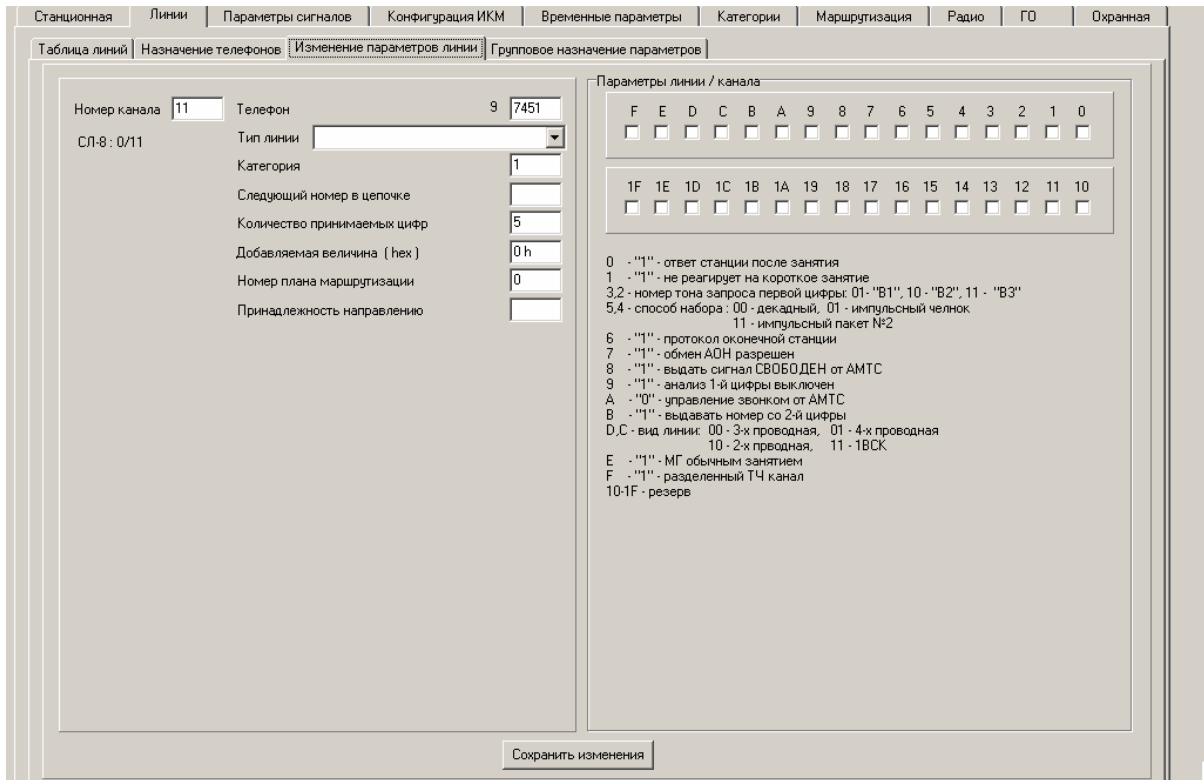 Станционная Линии Параметры сигналов Конфигурация ИКМ Временные параметры Категории Маршрутизация Радио ГО Охранная
Таблица линий Назначение телефонов Изменение параметров линии Групповое назначение параметров
Номер канала 11 Телефон 9 7451
СЛ-8 : 0/11 Тип линии
Категория 1
Следующий номер в цепочке
Количество принимаемых цифр 5
Добавляемая величина ( hex ) 0 h
Номер плана маршрутизации 0
Принадлежность направлению
Параметры линии / канала
F E D C B A 9 8 7 6 5 4 3 2 1 0
1F 1E 1D 1C 1B 1A 19 18 17 16 15 14 13 12 11 10
0 - "1" - ответ станции после занятия
1 - "1" - не реагирует на короткое занятие
3,2 - номер тона запроса первой цифры: 01- "B1", 10 - "B2", 11 - "B3"
5,4 - способ набора : 00 - декадный, 01 - импульсный челнок
11 - импульсный пакет №2
6 - "1" - протокол оконечной станции
7 - "1" - обмен АОН разрешен
8 - "1" - выдать сигнал СВОБОДЕН от АМТС
9 - "1" - анализ 1-й цифры выключен
A - "0" - управление звонком от АМТС
B - "1" - выдавать номер со 2-й цифры
D,C - вид линии: 00 - 3-х проводная, 01 - 4-х проводная
10 - 2-х прводная, 11 - 1ВСК
E - "1" - МГ обычным занятием
F - "1" - разделенный ТЧ канал
10-1F - резерв
Сохранить изменения